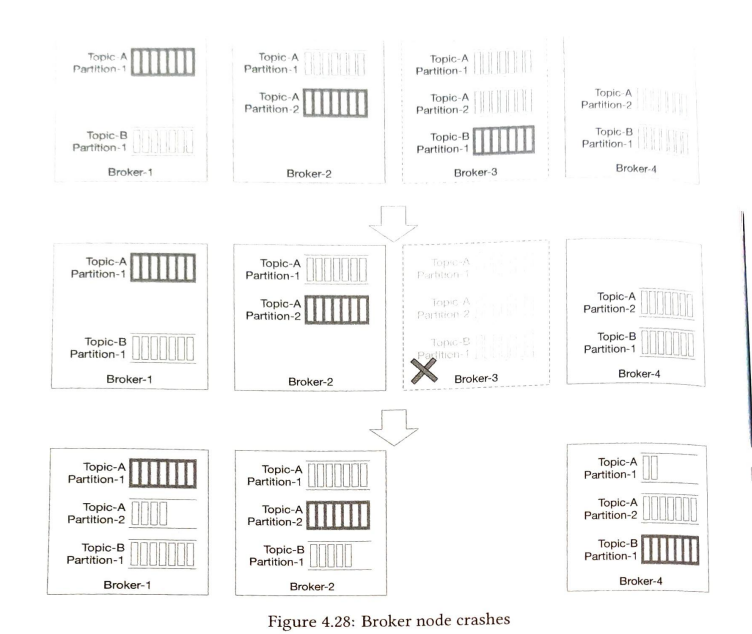 Topic-A
Partition-1
Topic-B
Partition-1
Broker-1
Topic-A
Partition-1
Topic-A
Partition-2
Broker-2
Topic-A
Partition-1
Topic-A
Partition-2
Topic-B
Partition-1
Broker-3
Topic-A
Partition-2
Topic-B
Partition-1
Broker-4
Topic-A
Partition-1
Topic-B
Partition-1
Broker-1
Topic-A
Partition-1
Topic-A
Partition-2
Broker-2
Topic-A
Partition-1
Topic-A
Partition-2
Topic-B
Partition-1
Broker-3
Topic-A
Partition-2
Topic-B
Partition-1
Broker-4
Topic-A
Partition-1
Topic-A
Partition-2
Topic-B
Partition-1
Broker-1
Topic-A
Partition-1
Topic-A
Partition-2
Topic-B
Partition-1
Broker-2
Topic-A
Partition-1
Topic-A
Partition-2
Topic-B
Partition-1
Broker-4
Figure 4.28: Broker node crashes